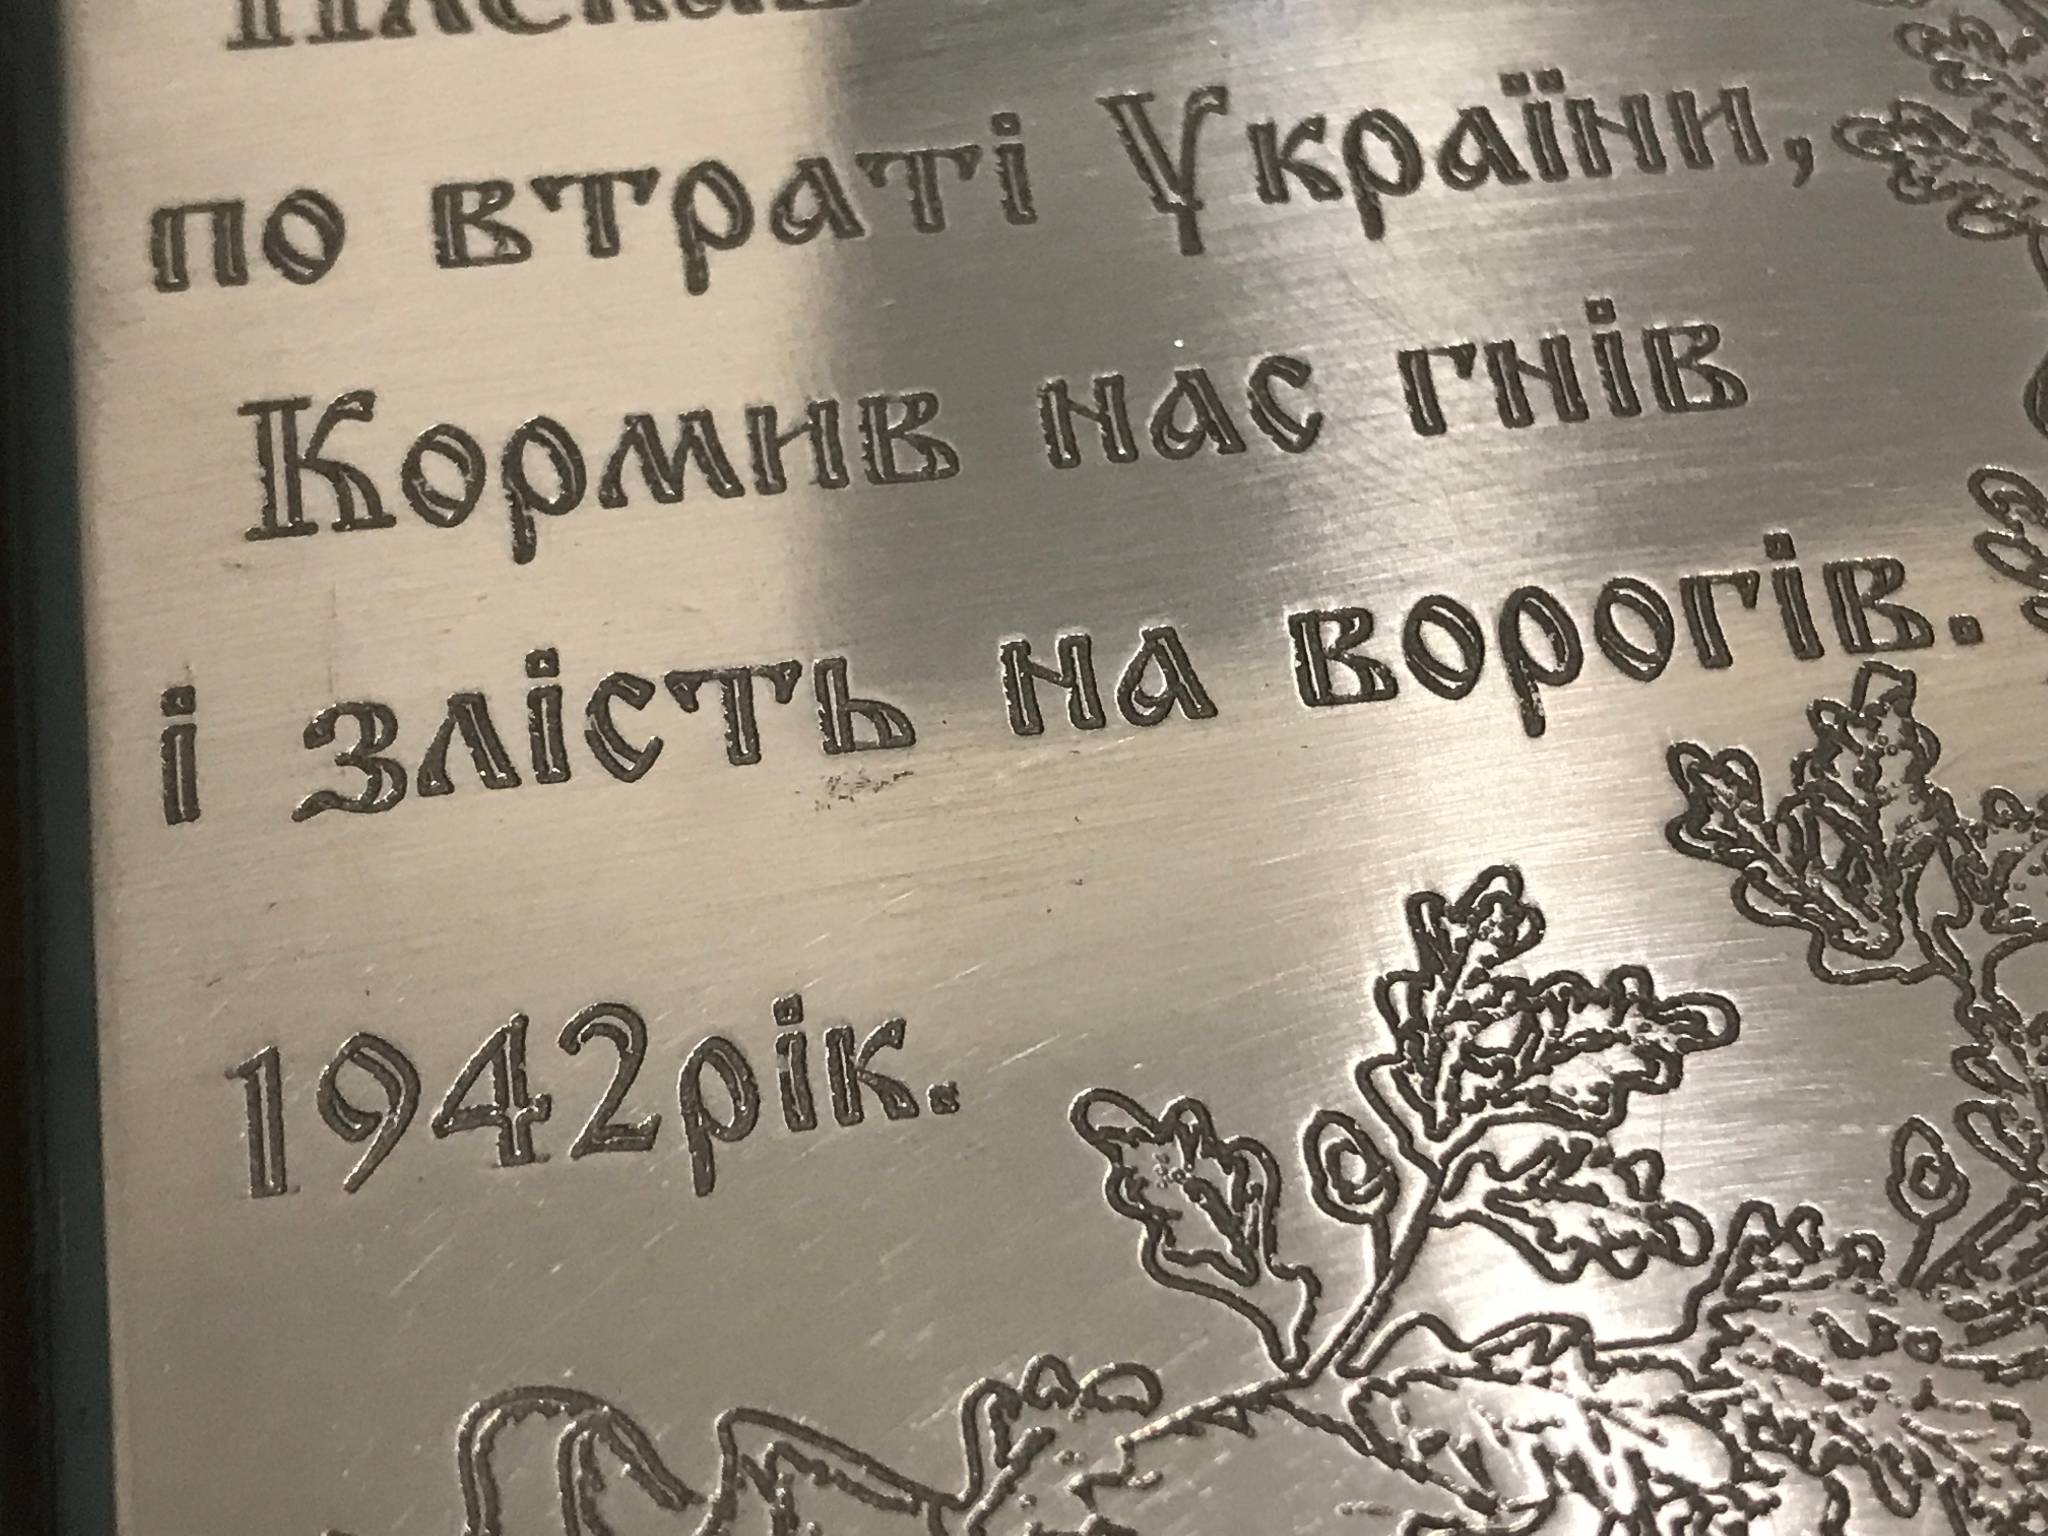 по втраті України,
Кормив нас гнів
і злість на ворогів.
1942рік.